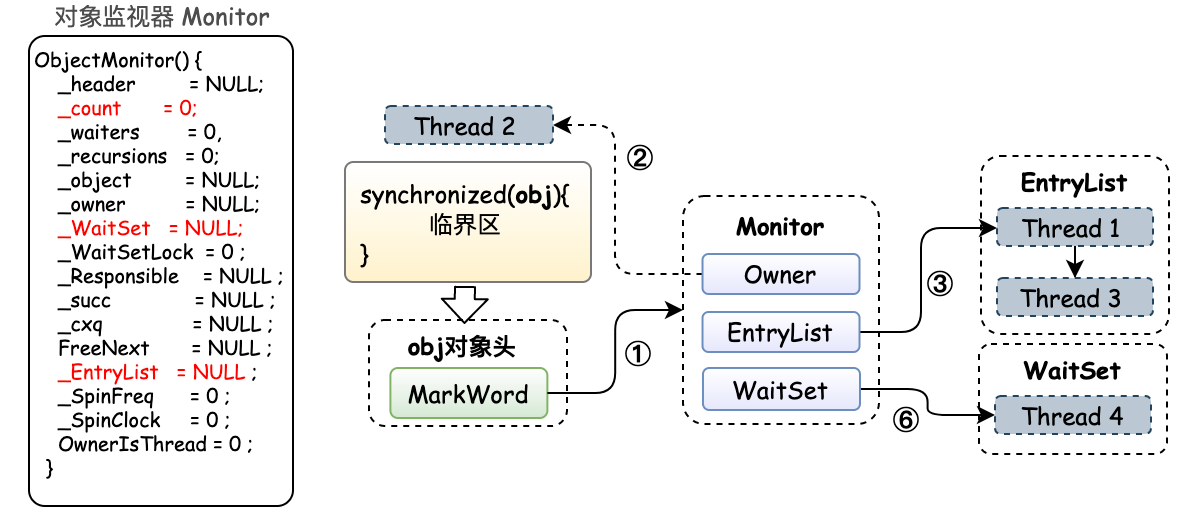 对象监视器 Monitor
ObjectMonitor() {
_header = NULL;
_count = 0;
_waiters = 0,
_recursions = 0;
_object = NULL;
_owner = NULL;
_WaitSet = NULL;
_WaitSetLock = 0 ;
_Responsible = NULL ;
_succ = NULL ;
_cxq = NULL ;
FreeNext = NULL ;
_EntryList = NULL ;
_SpinFreq = 0 ;
_SpinClock = 0 ;
OwnerIsThread = 0 ;
}
Thread 2
②
synchronized(obj){
临界区
}
obj对象头
MarkWord
①
Monitor
Owner
EntryList
WaitSet
③
⑥
EntryList
Thread 1
Thread 3
WaitSet
Thread 4